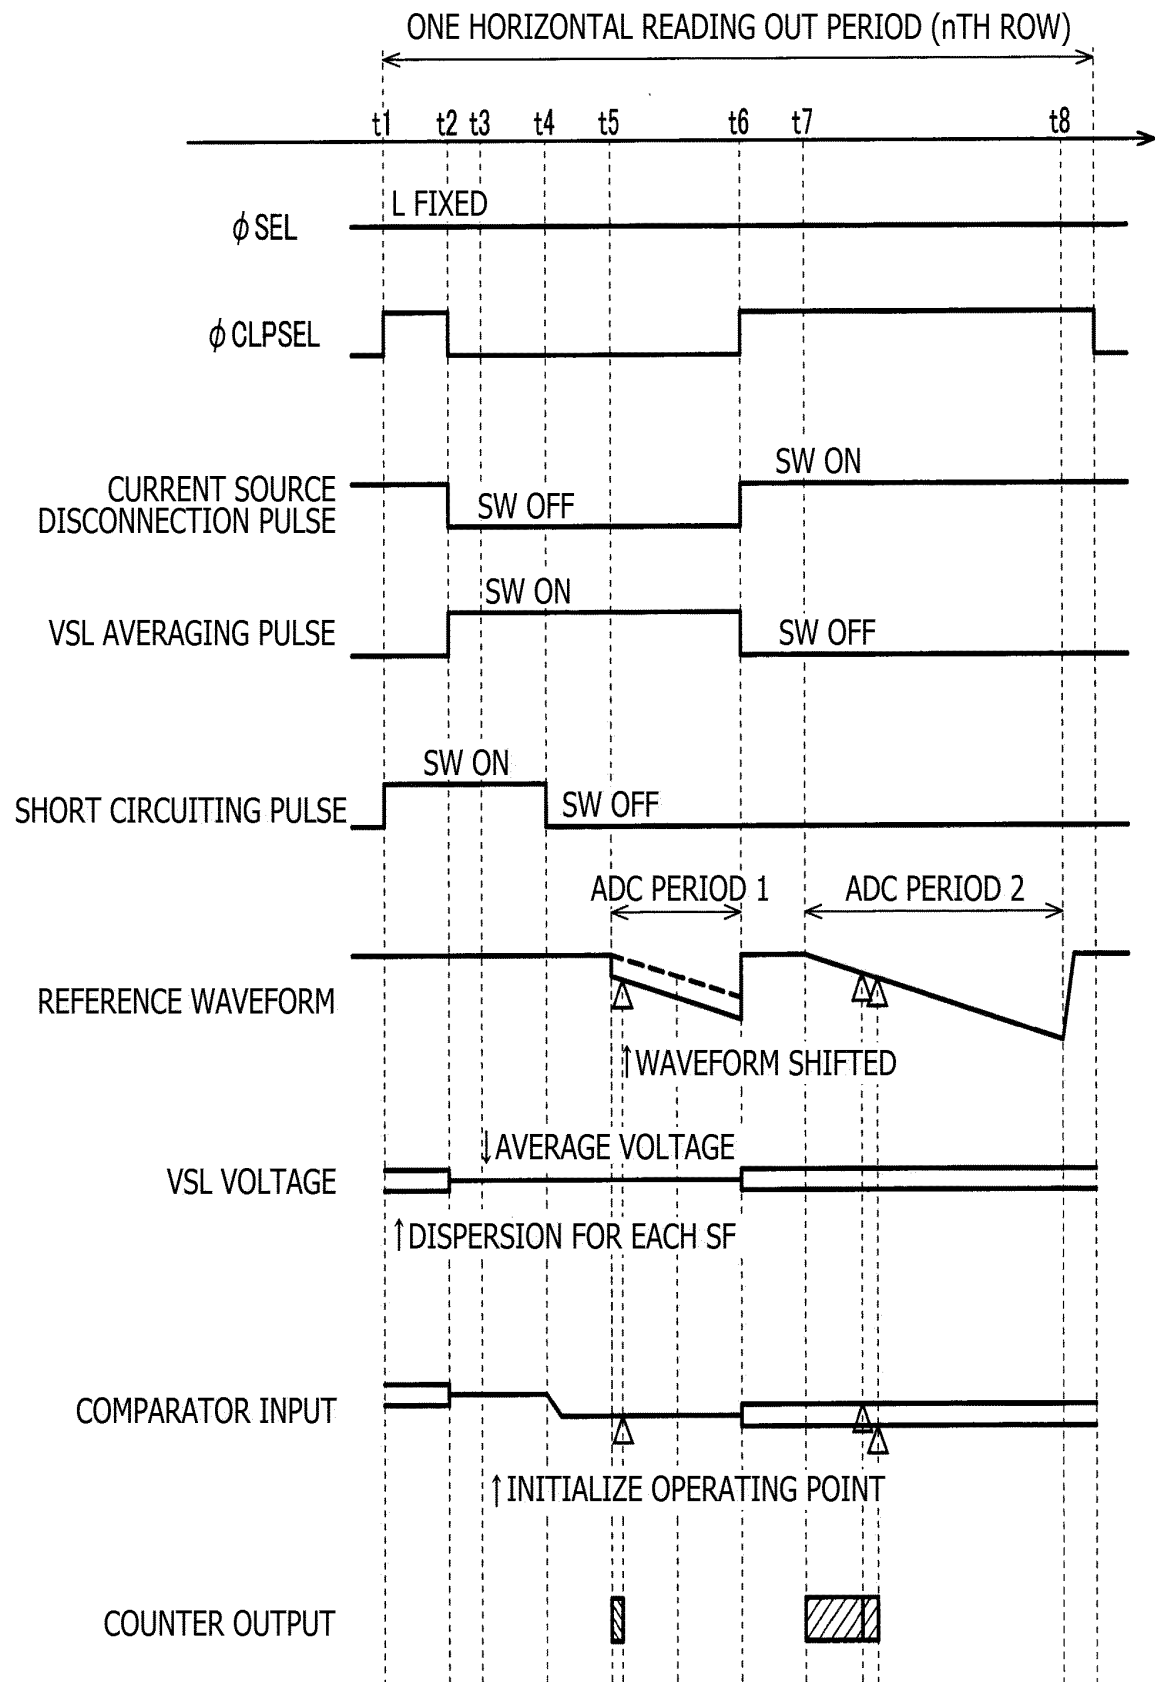 ONE HORIZONTAL READING OUT PERIOD (nTH ROW)
t1 t2 t3 t4 t5 t6 t7 t8
L FIXED
ϕ SEL
ϕ CLPSEL
SW ON
CURRENT SOURCE
DISCONNECTION PULSE
SW OFF
SW ON
VSL AVERAGING PULSE
SW OFF
SW ON
SHORT CIRCUITING PULSE
SW OFF
ADC PERIOD 1
ADC PERIOD 2
REFERENCE WAVEFORM
↑WAVEFORM SHIFTED
↓AVERAGE VOLTAGE
VSL VOLTAGE
↑DISPERSION FOR EACH SF
COMPARATOR INPUT
↑INITIALIZE OPERATING POINT
COUNTER OUTPUT